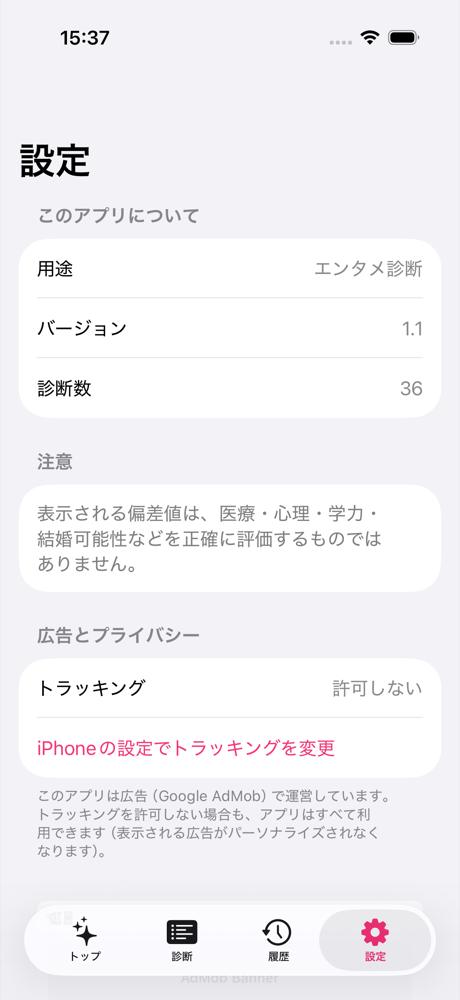 15:37
設定
このアプリについて
用途 エンタメ診断
バージョン 1.1
診断数 36
注意
表示される偏差値は、医療・心理・学力・
結婚可能性などを正確に評価するものでは
ありません。
広告とプライバシー
トラッキング 許可しない
iPhoneの設定でトラッキングを変更
このアプリは広告（Google AdMob）で運営しています。
トラッキングを許可しない場合も、アプリはすべて利
用できます（表示される広告がパーソナライズされなく
なります）。
トップ 診断 履歴 設定
AdMob Banner